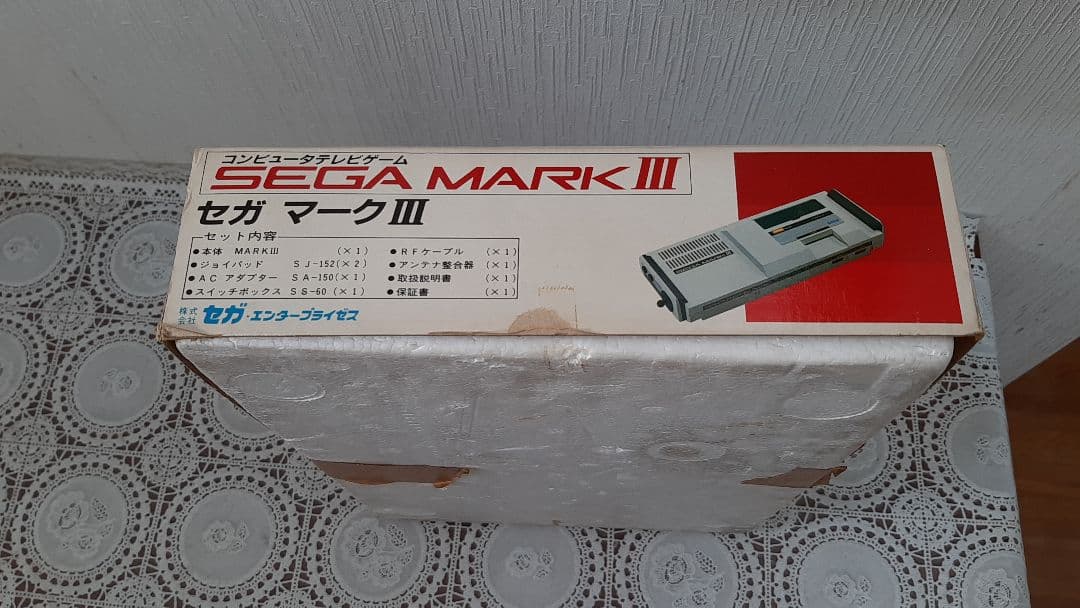 コンピュータテレビゲーム
SEGA MARK III
セガ マークIII
セット内容
●本体 MARKIII (×1)
●ジョイパッド SJ-152(×2)
●AC アダプター SA-150(×1)
●スイッチボックス SS-60 (×1)
●RFケーブル (×1)
●アンテナ整合器 (×1)
●取扱説明書 (×1)
●保証書 (×1)
株式会社 セガ・エンタープライゼス